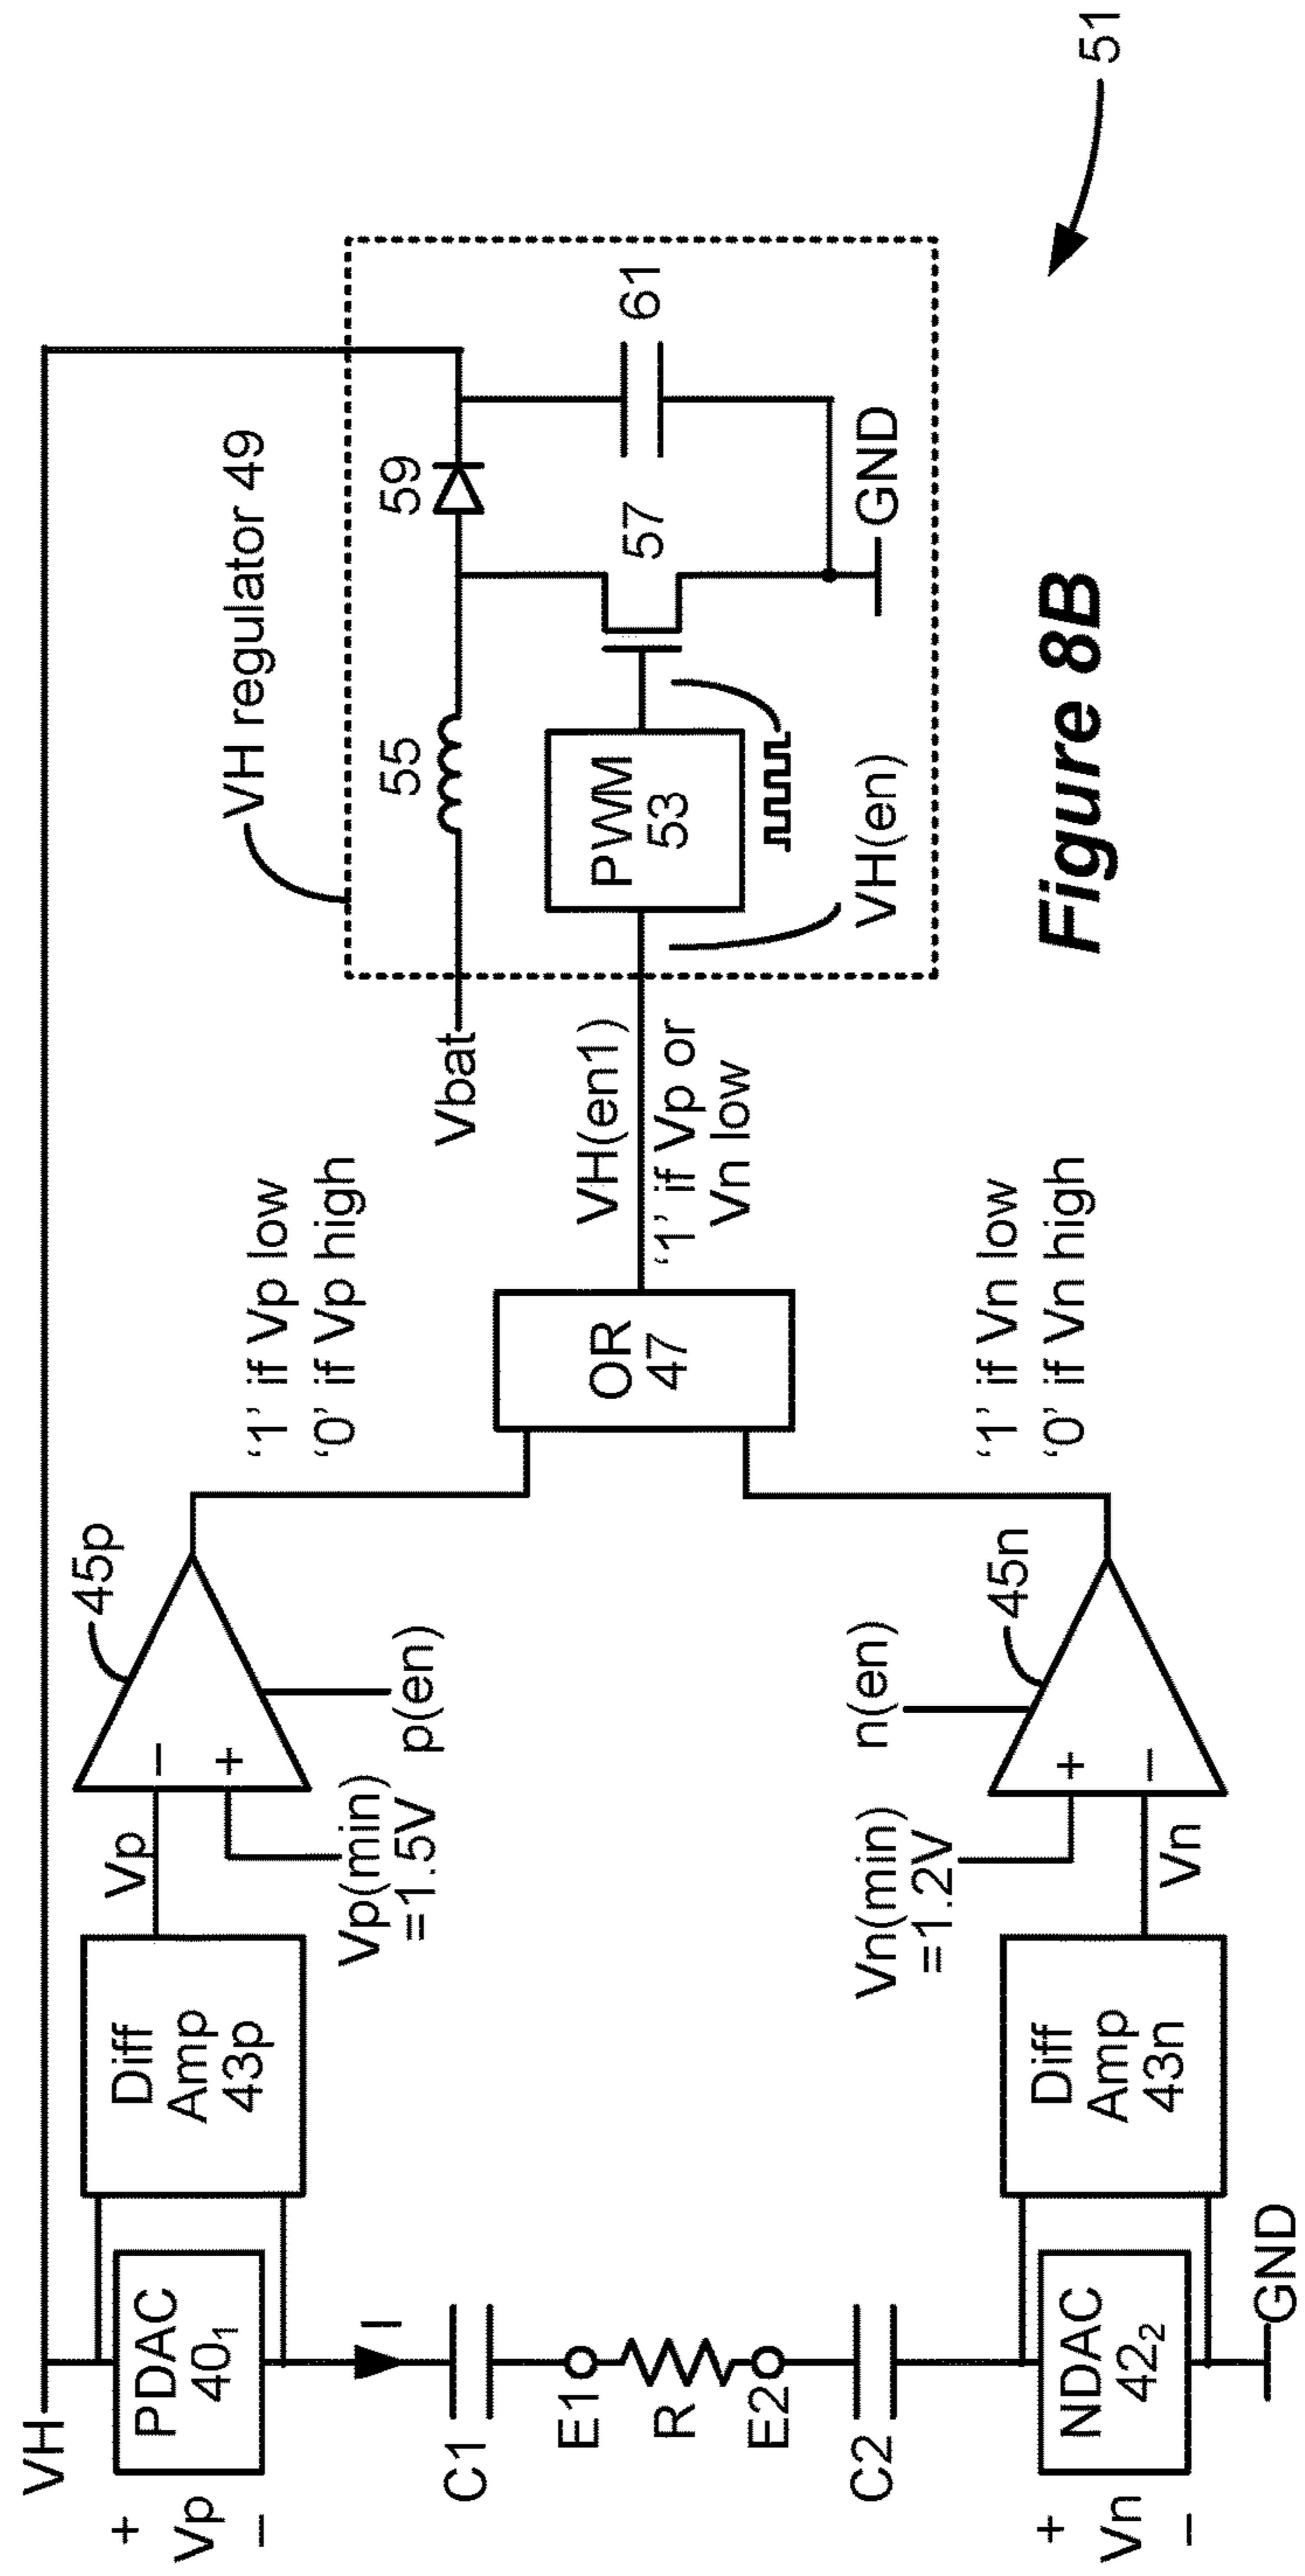 VH
+
Vp
–
PDAC
40₁
Diff
Amp
43p
Vp
Vp(min)
=1.5V
–
+
45p
p(en)
'1' if Vp low
'0' if Vp high
I
C1
E1
R
E2
C2
+
Vn
–
NDAC
42₂
GND
Diff
Amp
43n
Vn(min)
=1.2V
Vn
+
–
n(en)
45n
'1' if Vn low
'0' if Vn high
OR
47
VH(en1)
'1' if Vp or
Vn low
VH regulator 49
Vbat
55
59
PWM
53
57
61
VH(en)
GND
51
Figure 8B